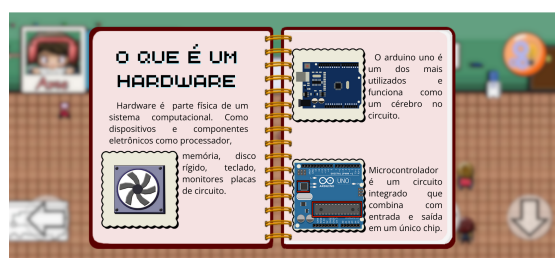 O QUE É UM
HARDWARE
Hardware é parte física de um
sistema computacional. Como
dispositivos e componentes
eletrônicos como processador,
memória, disco
rígido, teclado,
monitores placas
de circuito.
O arduino uno é
um dos mais
utilizados e
funciona como
um cérebro no
circuito.
Microcontrolador
é um circuito
integrado que
combina com
entrada e saída
em um único chip.
UNO